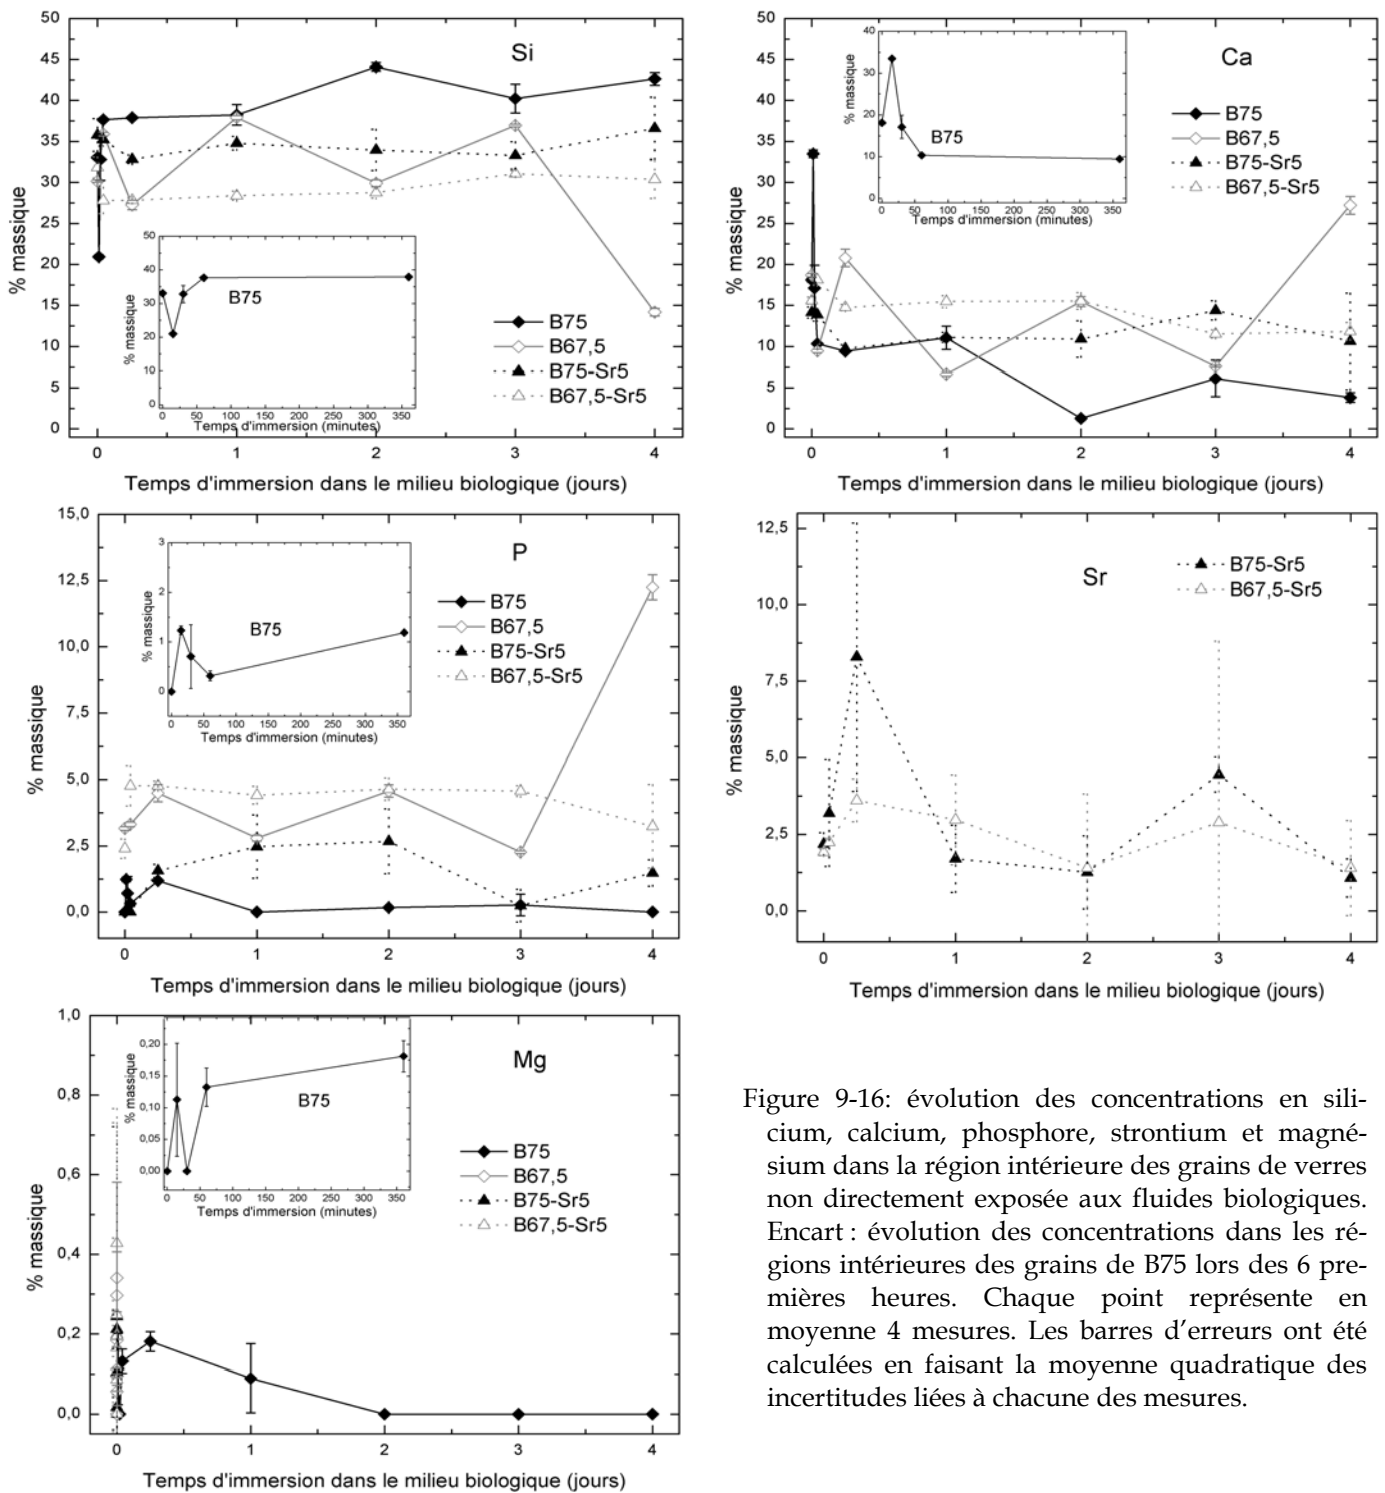 Si
% massique
50
45
40
35
30
25
20
15
10
5
0
0 1 2 3 4
Temps d'immersion dans le milieu biologique (jours)
B75
B67,5
B75-Sr5
B67,5-Sr5
% massique
50
40
30
20
10
0
B75
0 50 100 150 200 250 300 350
Temps d'immersion (minutes)
Ca
% massique
50
45
40
35
30
25
20
15
10
5
0
0 1 2 3 4
Temps d'immersion dans le milieu biologique (jours)
B75
B67,5
B75-Sr5
B67,5-Sr5
% massique
40
30
20
10
0
B75
0 50 100 150 200 250 300 350
Temps d'immersion (minutes)
P
% massique
15,0
12,5
10,0
7,5
5,0
2,5
0,0
0 1 2 3 4
Temps d'immersion dans le milieu biologique (jours)
B75
B67,5
B75-Sr5
B67,5-Sr5
% massique
3
2
1
0
B75
0 50 100 150 200 250 300 350
Temps d'immersion (minutes)
Sr
% massique
12,5
10,0
7,5
5,0
2,5
0,0
0 1 2 3 4
Temps d'immersion dans le milieu biologique (jours)
B75-Sr5
B67,5-Sr5
Mg
% massique
1,0
0,8
0,6
0,4
0,2
0,0
0 1 2 3 4
Temps d'immersion dans le milieu biologique (jours)
B75
B67,5
B75-Sr5
B67,5-Sr5
% massique
0,20
0,15
0,10
0,05
0,00
B75
0 50 100 150 200 250 300 350
Temps d'immersion (minutes)
Figure 9-16: évolution des concentrations en sili-
cium, calcium, phosphore, strontium et magné-
sium dans la région intérieure des grains de verres
non directement exposée aux fluides biologiques.
Encart : évolution des concentrations dans les ré-
gions intérieures des grains de B75 lors des 6 pre-
mières heures. Chaque point représente en
moyenne 4 mesures. Les barres d'erreurs ont été
calculées en faisant la moyenne quadratique des
incertitudes liées à chacune des mesures.